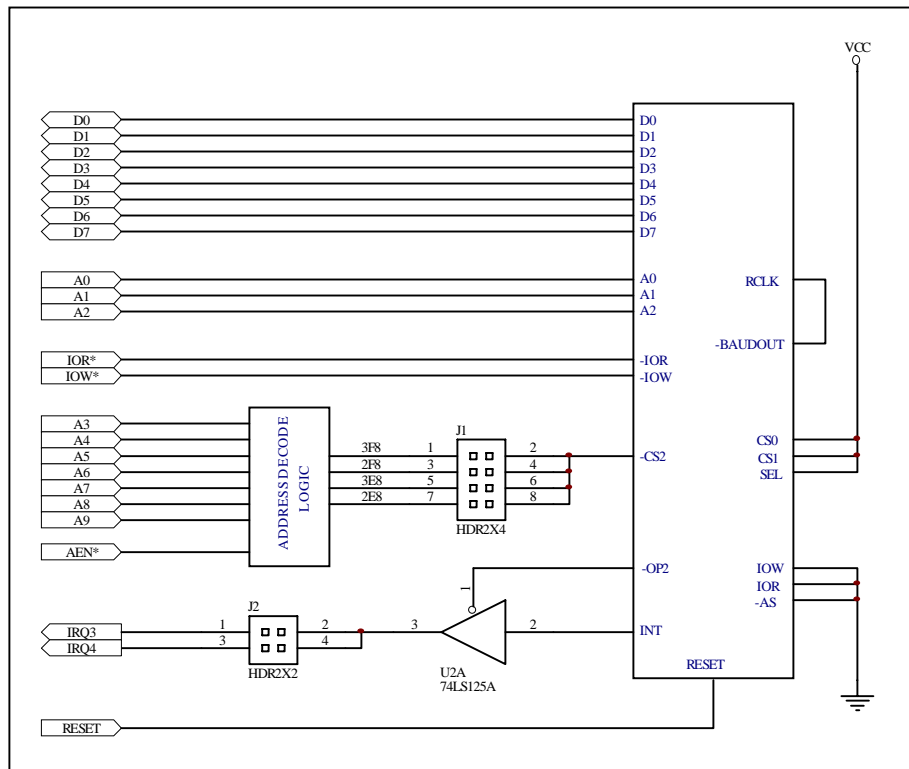 VCC
D0 D0
D1 D1
D2 D2
D3 D3
D4 D4
D5 D5
D6 D6
D7 D7
A0 A0 RCLK
A1 A1
A2 A2
-BAUDOUT
IOR* -IOR
IOW* -IOW
A3 J1
A4 CS0
A5 3F8 1 2 -CS2 CS1
A6 2F8 3 4 SEL
A7 3E8 5 6
A8 2E8 7 8
A9
ADDRESS DECODE
LOGIC
HDR2X4
AEN*
-OP2 IOW
1 IOR
J2 -AS
IRQ3 1 2 3 2 INT
IRQ4 3 4
HDR2X2 U2A RESET
74LS125A
RESET